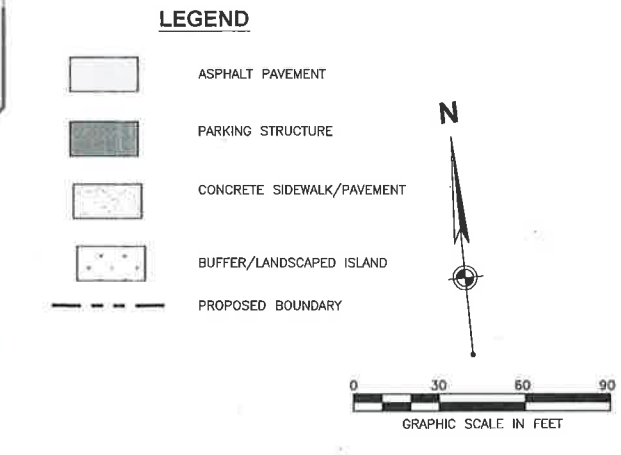 LEGEND
ASPHALT PAVEMENT
PARKING STRUCTURE
CONCRETE SIDEWALK/PAVEMENT
BUFFER/LANDSCAPED ISLAND
PROPOSED BOUNDARY
N
0 30 60 90
GRAPHIC SCALE IN FEET